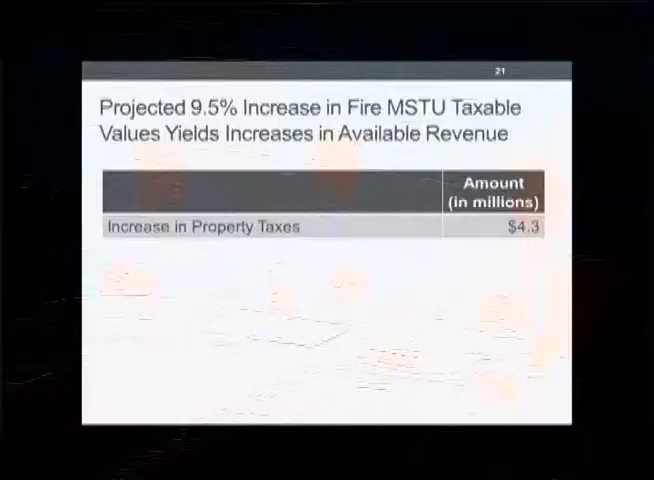 21
Projected 9.5% Increase in Fire MSTU Taxable
Values Yields Increases in Available Revenue
Amount
(in millions)
Increase in Property Taxes $4.3